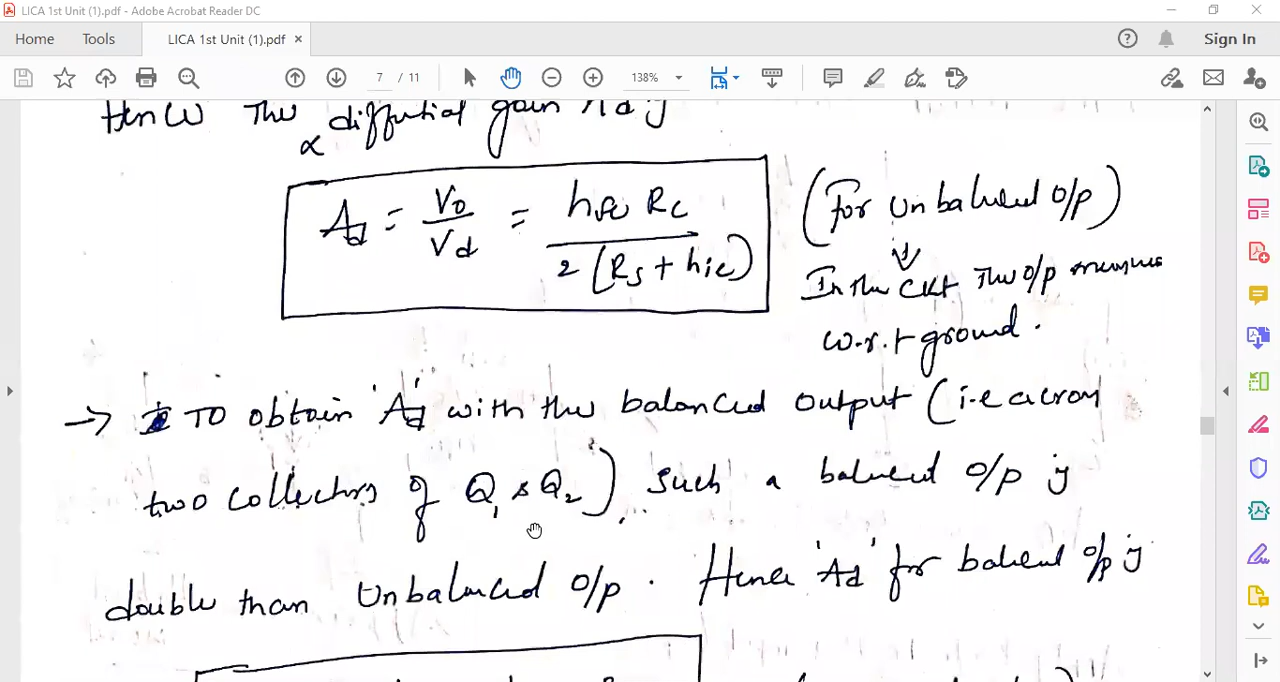 LICA 1st Unit (1).pdf - Adobe Acrobat Reader DC
Home Tools LICA 1st Unit (1).pdf ×
Sign In
7 / 11 138%
Hence The differential gain Ad is
Ad = Vo/Vd = hfe Rc / 2 (Rs + hie)
(For Unbalanced o/p)
In the CKT The o/p measures
w.r.t ground.
→ To obtain 'Ad' with the balanced output (i.e across
two collectors of Q1 & Q2). Such a balanced o/p is
double than Unbalanced o/p. Hence 'Ad' for balanced o/p is